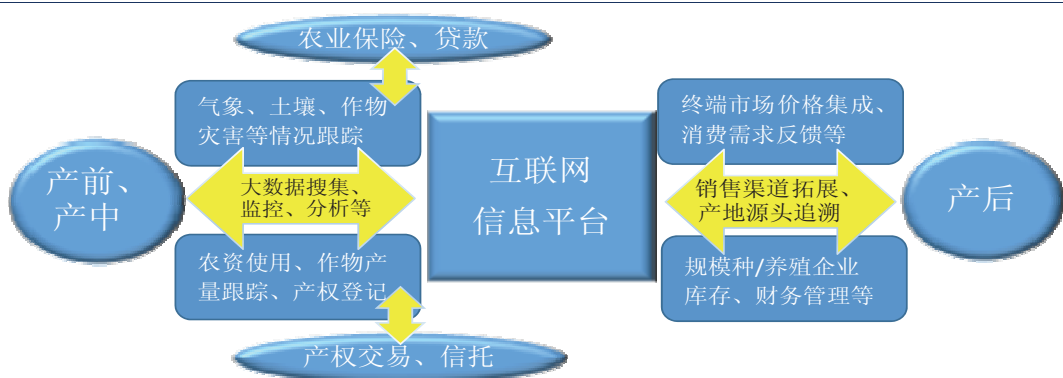 农业保险、贷款
气象、土壤、作物
灾害等情况跟踪
终端市场价格集成、
消费需求反馈等
产前、
产中
大数据搜集、
监控、分析等
互联网
信息平台
销售渠道拓展、
产地源头追溯
产后
农资使用、作物产
量跟踪、产权登记
规模种/养殖企业
库存、财务管理等
产权交易、信托